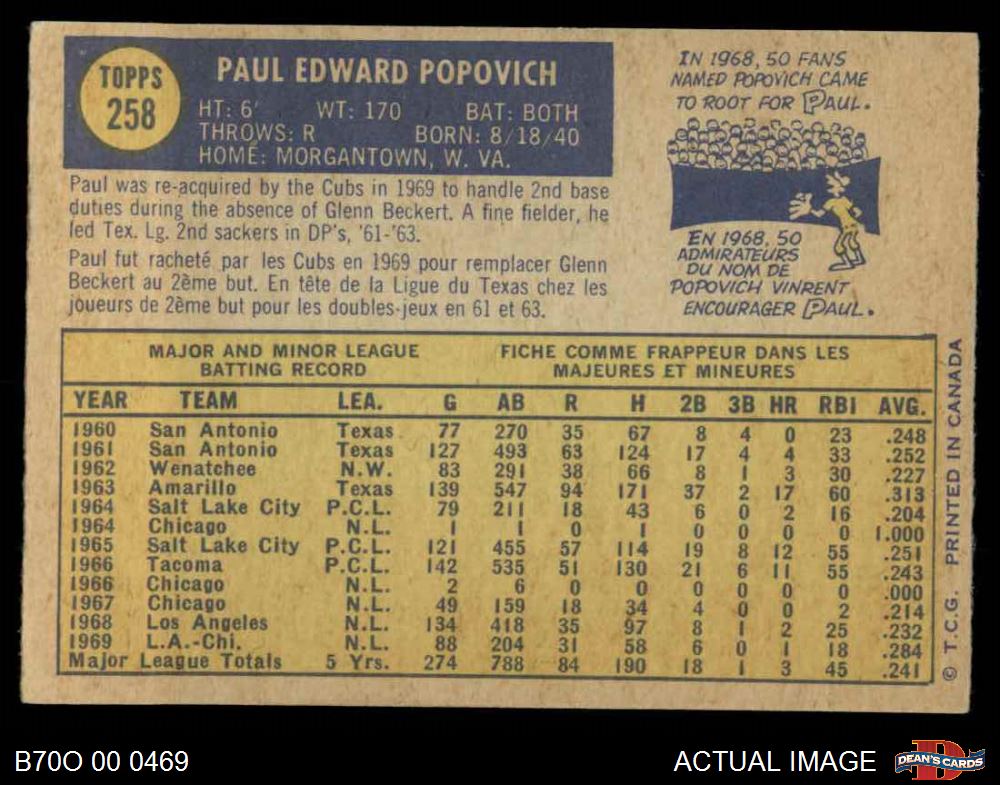 TOPPS
258
PAUL EDWARD POPOVICH
HT: 6' WT: 170 BAT: BOTH
THROWS: R BORN: 8/18/40
HOME: MORGANTOWN, W. VA.
Paul was re-acquired by the Cubs in 1969 to handle 2nd base
duties during the absence of Glenn Beckert. A fine fielder, he
led Tex. Lg. 2nd sackers in DP's, '61-'63.
Paul fut racheté par les Cubs en 1969 pour remplacer Glenn
Beckert au 2ème but. En tête de la Ligue du Texas chez les
joueurs de 2ème but pour les doubles-jeux en 61 et 63.
IN 1968, 50 FANS
NAMED POPOVICH CAME
TO ROOT FOR PAUL.
EN 1968, 50
ADMIRATEURS
DU NOM DE
POPOVICH VINRENT
ENCOURAGER PAUL.
MAJOR AND MINOR LEAGUE
BATTING RECORD
FICHE COMME FRAPPEUR DANS LES
MAJEURES ET MINEURES
YEAR TEAM LEA. G AB R H 2B 3B HR RBI AVG.
1960 San Antonio Texas 77 270 35 67 8 4 0 23 .248
1961 San Antonio Texas 127 493 63 124 17 4 4 33 .252
1962 Wenatchee N.W. 83 291 38 66 8 1 3 30 .227
1963 Amarillo Texas 139 547 94 171 37 2 17 60 .313
1964 Salt Lake City P.C.L. 79 211 18 43 6 0 2 16 .204
1964 Chicago N.L. 1 1 0 1 0 0 0 0 1.000
1965 Salt Lake City P.C.L. 121 455 57 114 19 8 12 55 .251
1966 Tacoma P.C.L. 142 535 51 130 21 6 11 55 .243
1966 Chicago N.L. 2 6 0 0 0 0 0 0 .000
1967 Chicago N.L. 49 159 18 34 4 0 0 2 .214
1968 Los Angeles N.L. 134 418 35 97 8 1 2 25 .232
1969 L.A.-Chi. N.L. 88 204 31 58 6 0 1 18 .284
Major League Totals 5 Yrs. 274 788 84 190 18 1 3 45 .241
© T.C.G. PRINTED IN CANADA
B70O 00 0469
ACTUAL IMAGE
D
DEAN'S CARDS